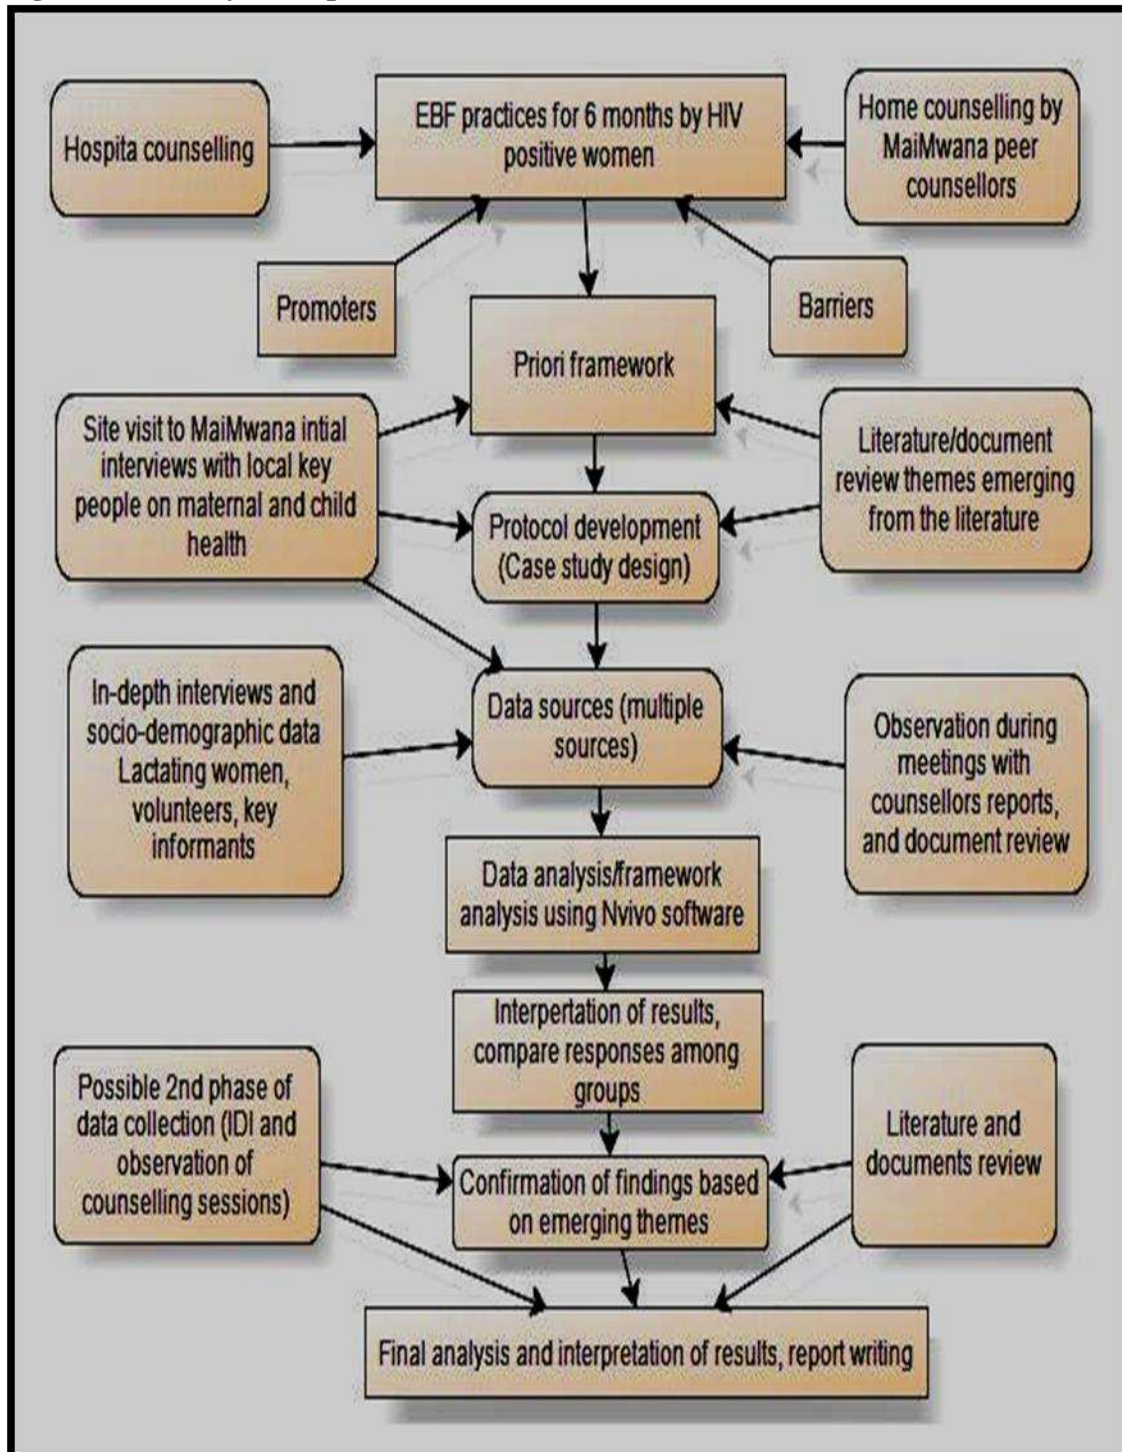 Hospita counselling
EBF practices for 6 months by HIV
positive women
Home counselling by
MaiMwana peer
counsellors
Promoters
Barriers
Priori framework
Site visit to MaiMwana intial
interviews with local key
people on maternal and child
health
Literature/document
review themes emerging
from the literature
Protocol development
(Case study design)
In-depth interviews and
socio-demographic data
Lactating women,
volunteers, key
informants
Data sources (multiple
sources)
Observation during
meetings with
counsellors reports,
and document review
Data analysis/framework
analysis using Nvivo software
Interpertation of results,
compare responses among
groups
Possible 2nd phase of
data collection (IDI and
observation of
counselling sessions)
Literature and
documents review
Confirmation of findings based
on emerging themes
Final analysis and interpretation of results, report writing